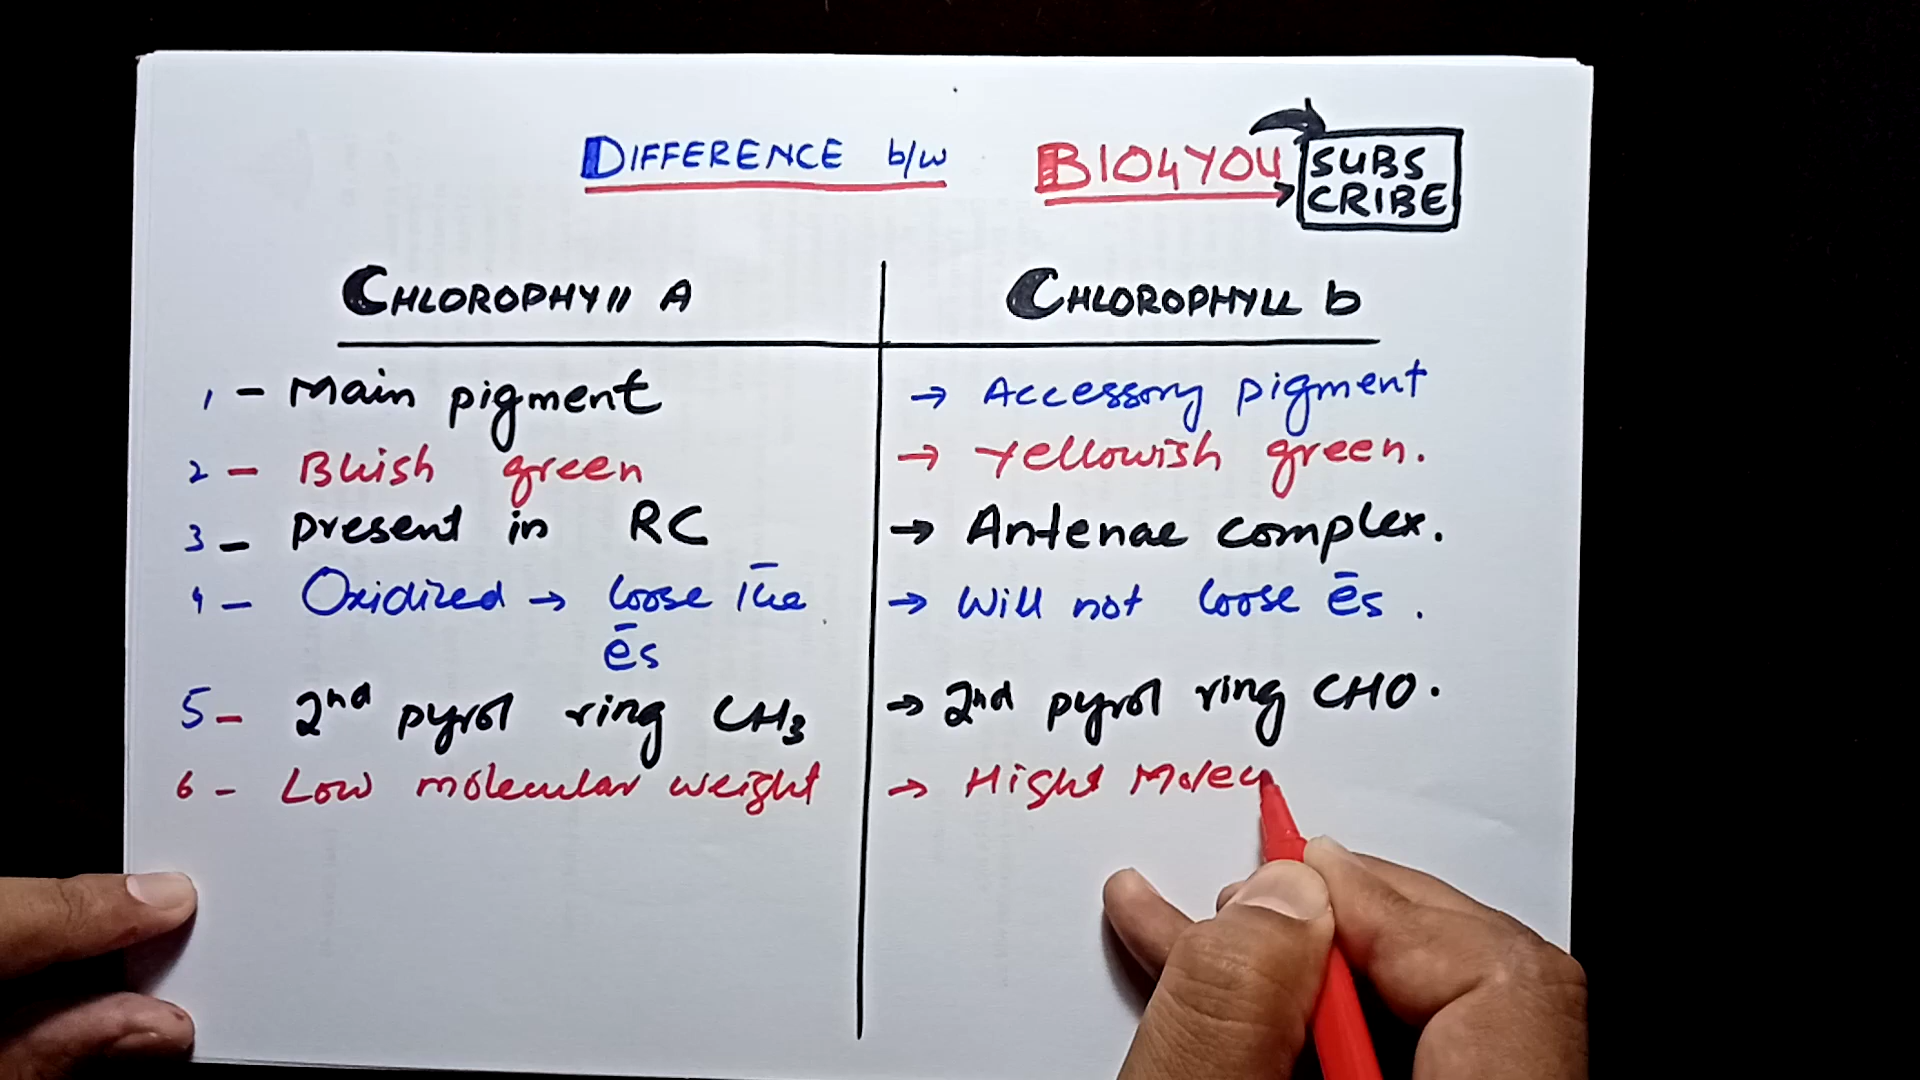 DIFFERENCE b/w
BIO4YOU SUBS
CRIBE
CHLOROPHYll A
CHLOROPHYLL b
1 - Main pigment → Accessory pigment
2 - Bluish green → Yellowish green.
3 - present in RC → Antenae complex.
4 - Oxidized → loose the → Will not loose ēs.
ēs
5 - 2nd pyrol ring CH3 → 2nd pyrol ring CHO.
6 - Low molecular weight → Hight Molecu